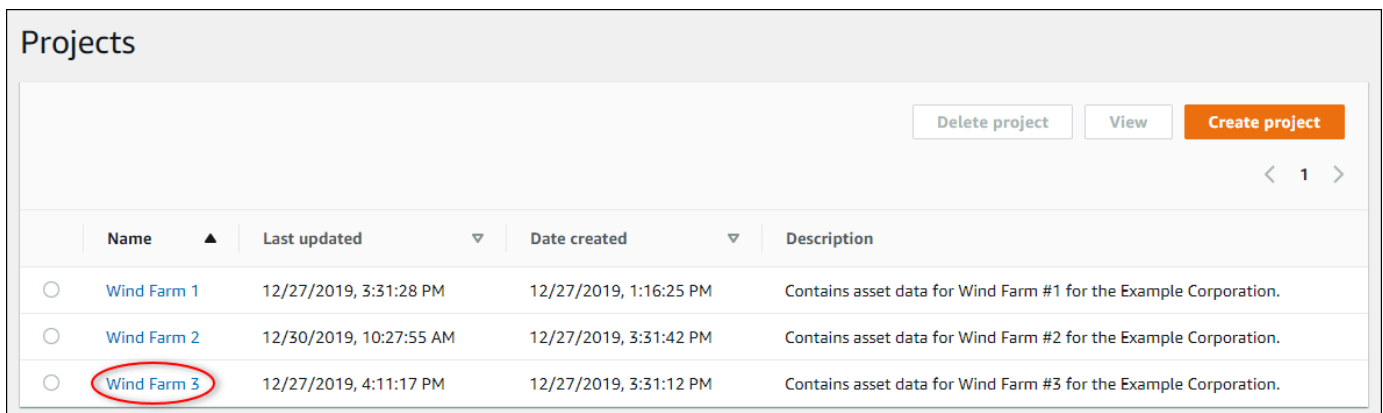 Projects
Delete project View Create project
1
Name Last updated Date created Description
Wind Farm 1 12/27/2019, 3:31:28 PM 12/27/2019, 1:16:25 PM Contains asset data for Wind Farm #1 for the Example Corporation.
Wind Farm 2 12/30/2019, 10:27:55 AM 12/27/2019, 3:31:42 PM Contains asset data for Wind Farm #2 for the Example Corporation.
Wind Farm 3 12/27/2019, 4:11:17 PM 12/27/2019, 3:31:12 PM Contains asset data for Wind Farm #3 for the Example Corporation.